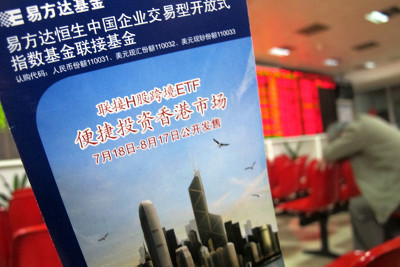 易方达基金
易方达恒生中国企业交易型开放式
指数基金联接基金
认购代码：人民币份额110031、美元现汇份额110032、美元现钞份额110033
联接H股跨境ETF
便捷投资香港市场
7月18日-8月17日公开发售